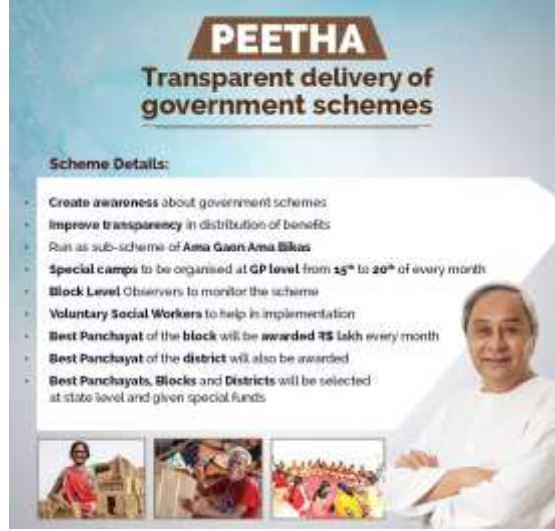 PEETHA
Transparent delivery of
government schemes
Scheme Details:
Create awareness about government schemes
Improve transparency in distribution of benefits
Run as sub-scheme of Ama Gaon Ama Bikas
Special camps to be organised at GP level from 15th to 20th of every month
Block Level Observers to monitor the scheme
Voluntary Social Workers to help in implementation
Best Panchayat of the block will be awarded ₹5 lakh every month
Best Panchayat of the district will also be awarded
Best Panchayats, Blocks and Districts will be selected
at state level and given special funds